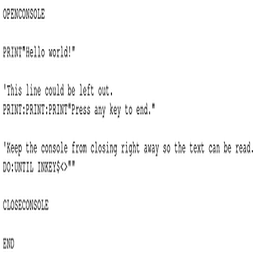 OPENCONSOLE
PRINT"Hello world!"
'This line could be left out.
PRINT:PRINT:PRINT"Press any key to end."
'Keep the console from closing right away so the text can be read.
DO:UNTIL INKEY$<>""
CLOSECONSOLE
END